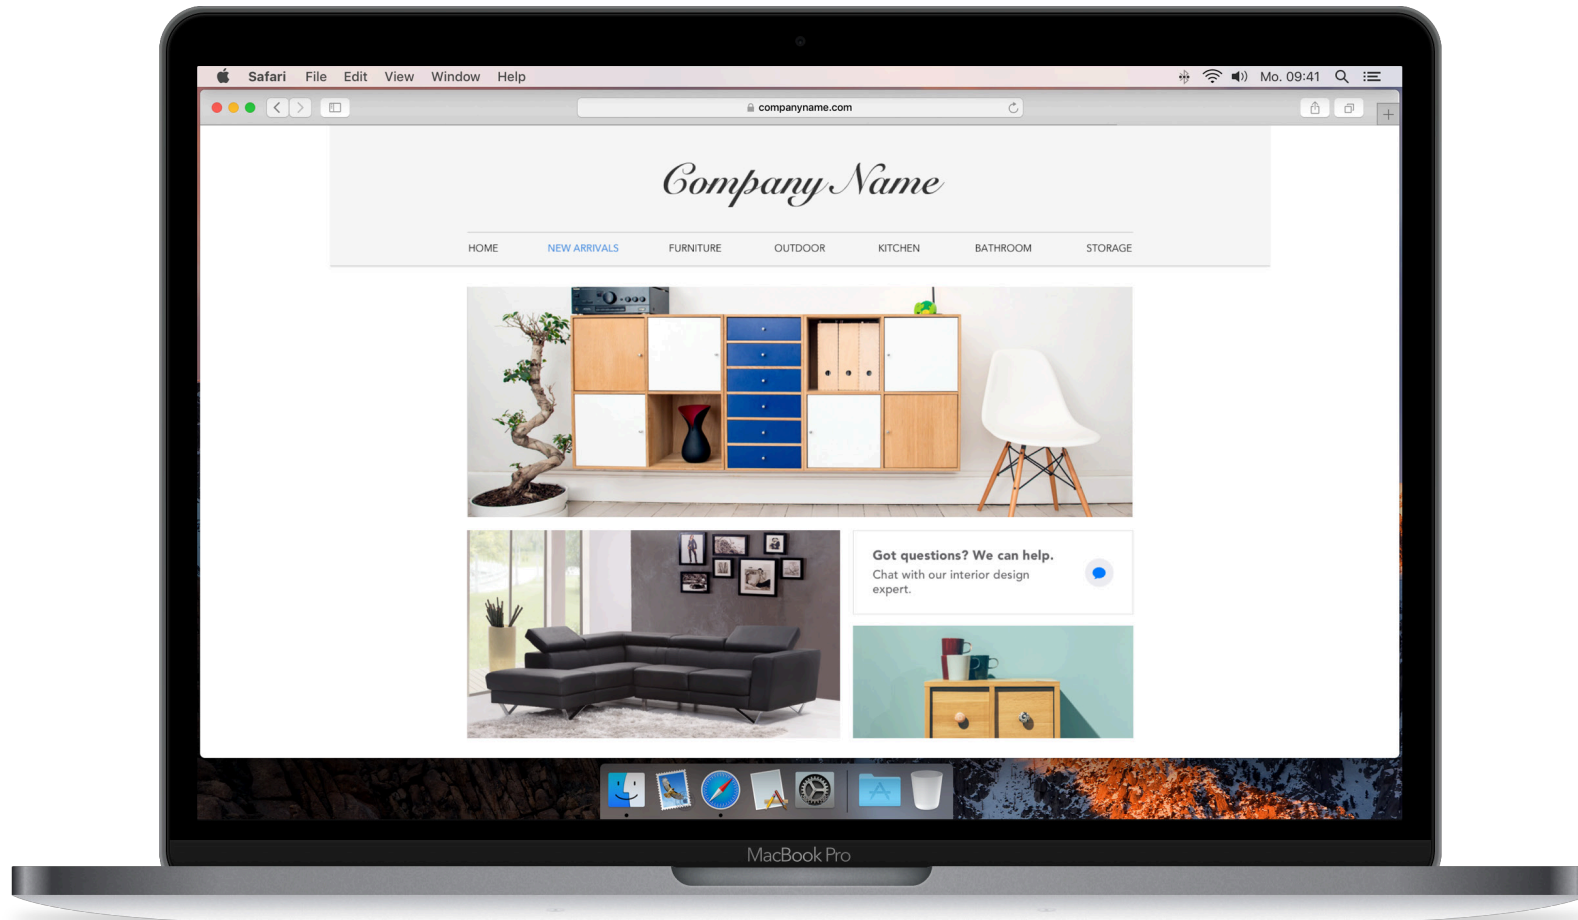 Safari File Edit View Window Help
Mo. 09:41
companyname.com
Company Name
HOME NEW ARRIVALS FURNITURE OUTDOOR KITCHEN BATHROOM STORAGE
Got questions? We can help.
Chat with our interior design
expert.
MacBook Pro